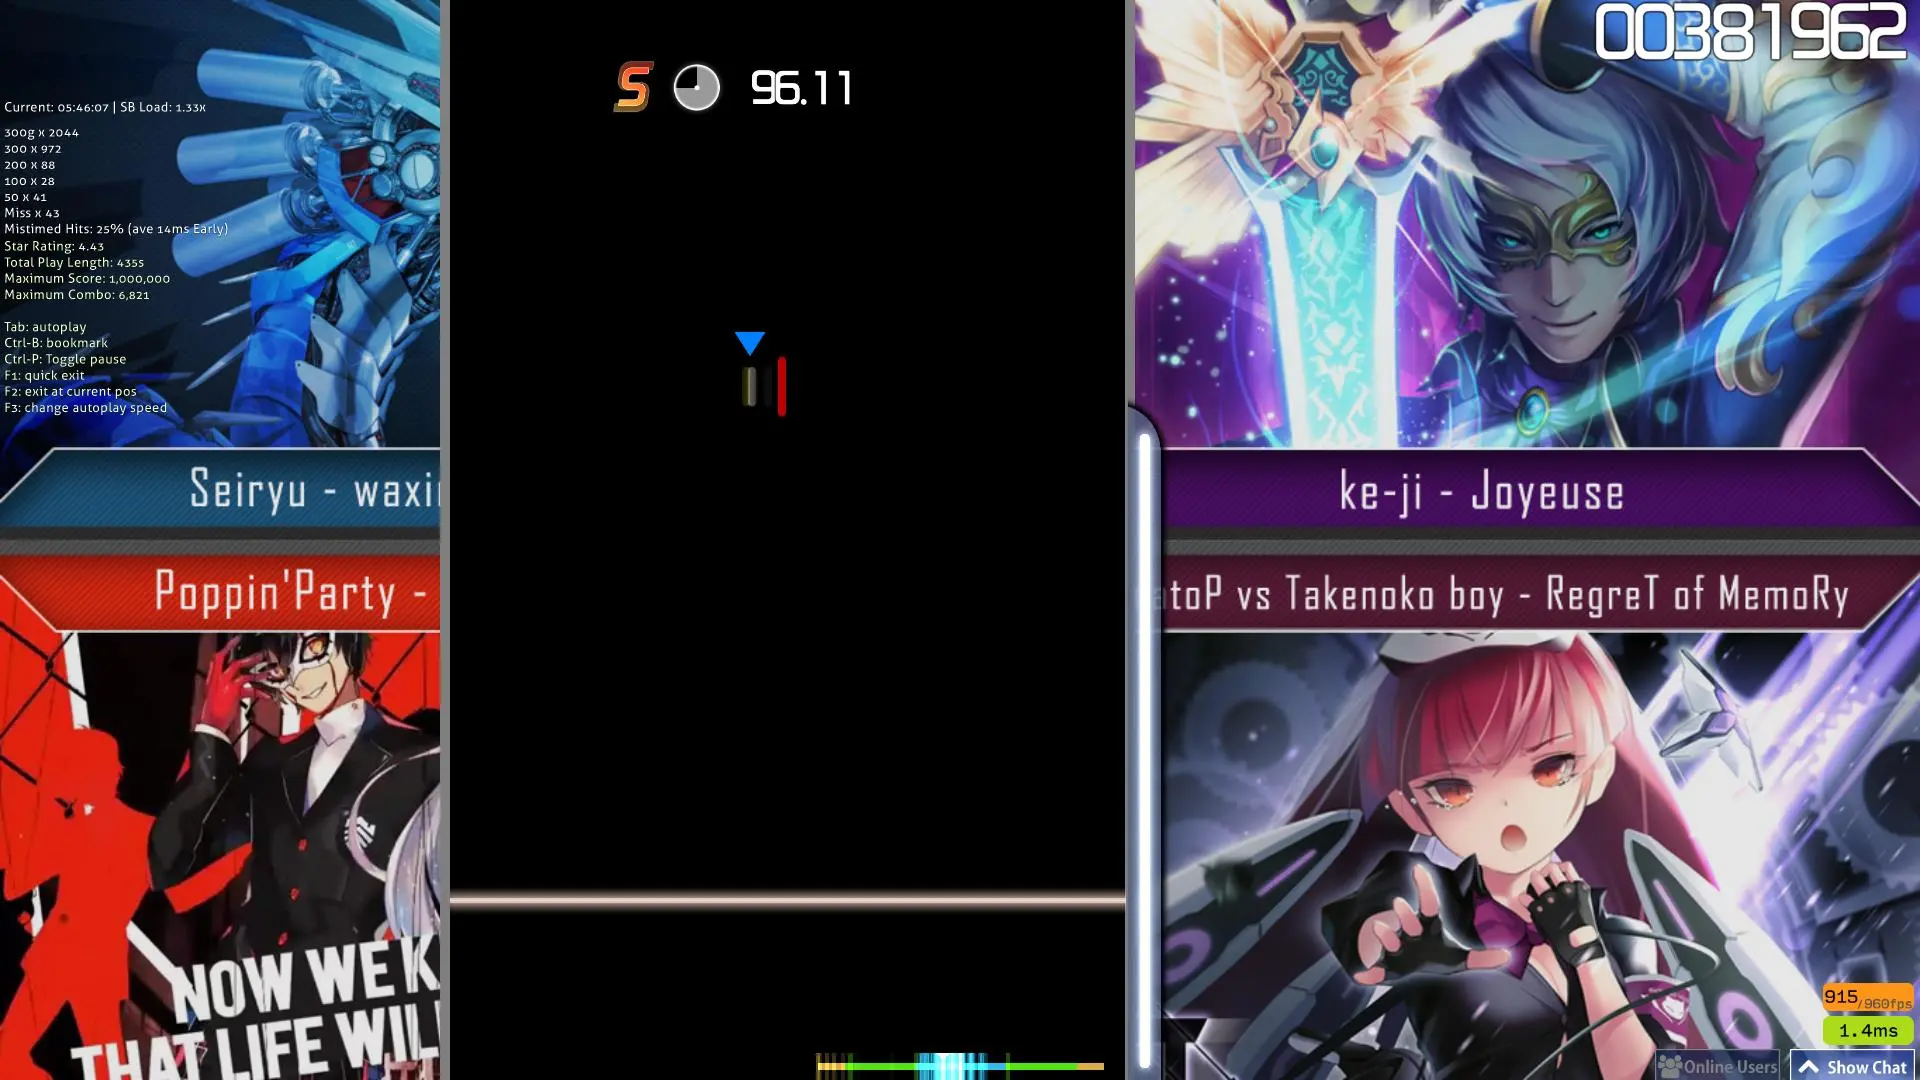 00381962
S 96.11
Current: 05:46:07 | SB Load: 1.33x
300g x 2044
300 x 972
200 x 88
100 x 28
50 x 41
Miss x 43
Mistimed Hits: 25% (ave 14ms Early)
Star Rating: 4.43
Total Play Length: 435s
Maximum Score: 1,000,000
Maximum Combo: 6,821
Tab: autoplay
Ctrl-B: bookmark
Ctrl-P: Toggle pause
F1: quick exit
F2: exit at current pos
F3: change autoplay speed
Seiryu - waxi
ke-ji - Joyeuse
Poppin'Party -
atoP vs Takenoko boy - RegreT of MemoRy
NOW WE K
THAT LIFE WILL
915/960fps
1.4ms
Online Users
Show Chat